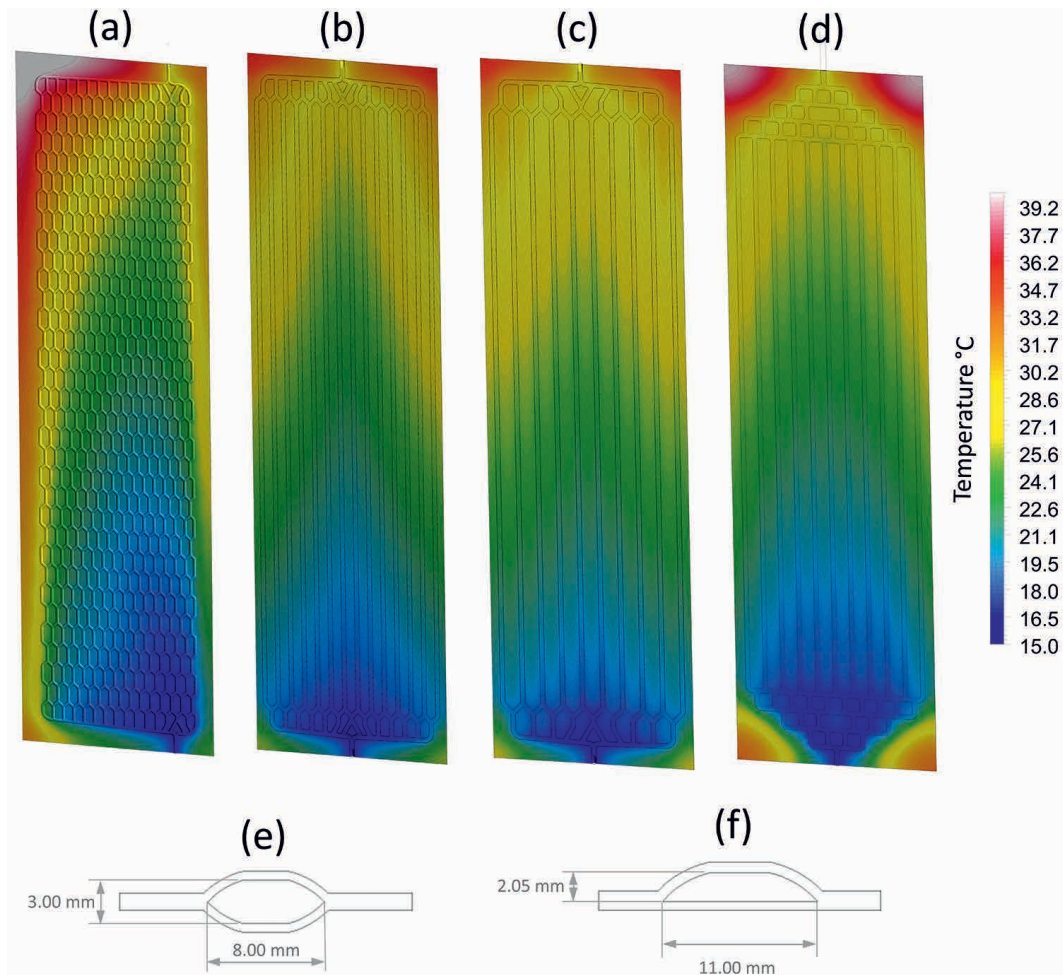 (a)
(b)
(c)
(d)
Temperature °C
39.2
37.7
36.2
34.7
33.2
31.7
30.2
28.6
27.1
25.6
24.1
22.6
21.1
19.5
18.0
16.5
15.0
(e)
(f)
3.00 mm
8.00 mm
2.05 mm
11.00 mm